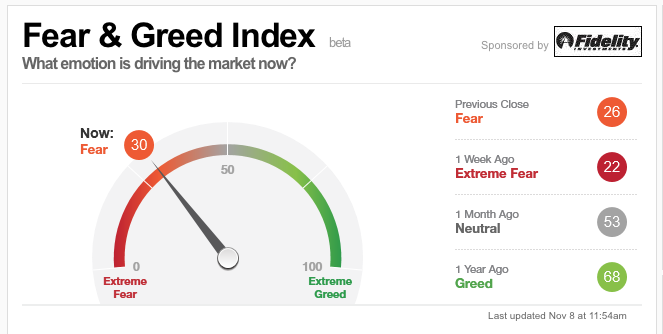 Fear & Greed Index beta
Sponsored by Fidelity INVESTMENTS
What emotion is driving the market now?
Now:
Fear
30
50
0
100
Extreme
Fear
Extreme
Greed
Previous Close
Fear
26
1 Week Ago
Extreme Fear
22
1 Month Ago
Neutral
53
1 Year Ago
Greed
68
Last updated Nov 8 at 11:54am